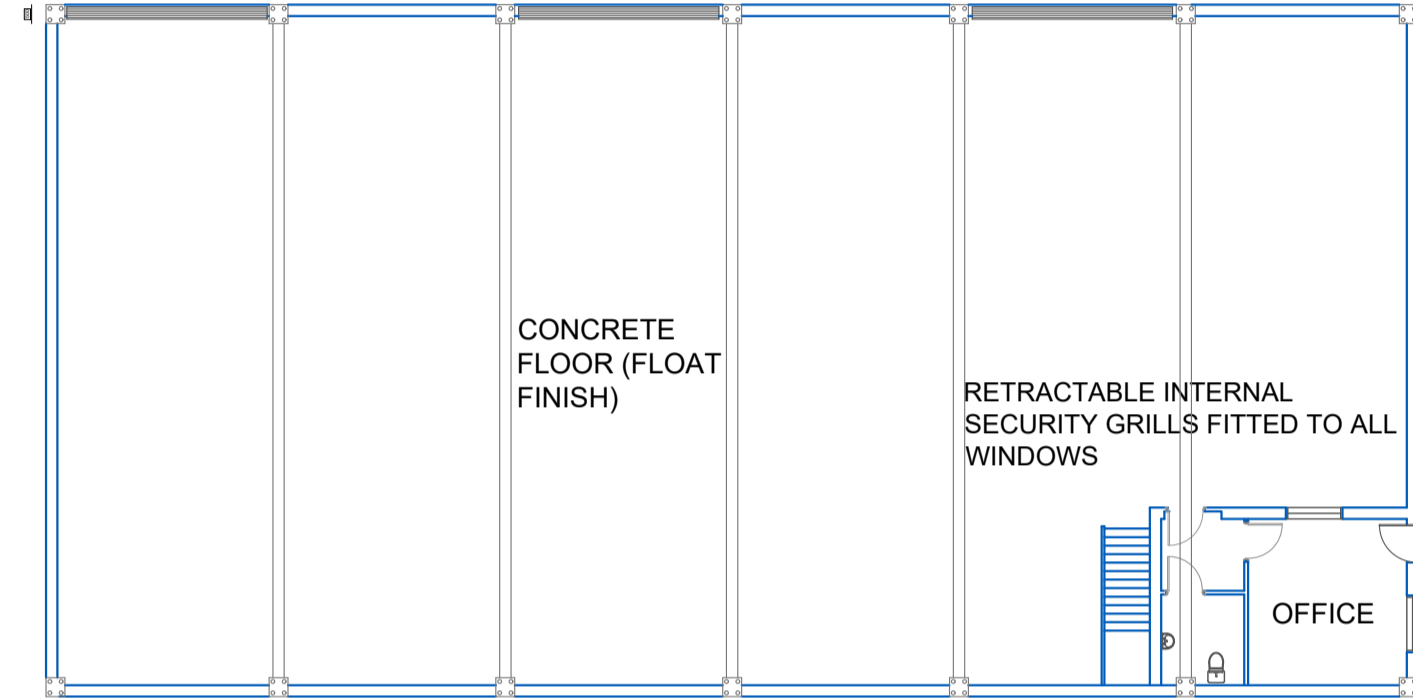 CONCRETE
FLOOR (FLOAT
FINISH)
RETRACTABLE INTERNAL
SECURITY GRILLS FITTED TO ALL
WINDOWS
OFFICE